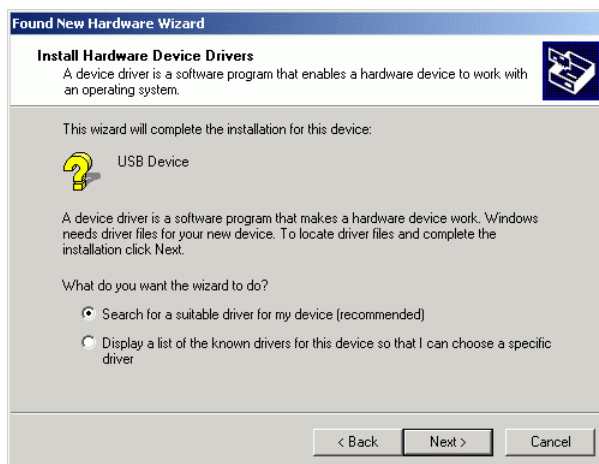 Found New Hardware Wizard
Install Hardware Device Drivers
A device driver is a software program that enables a hardware device to work with
an operating system.
This wizard will complete the installation for this device:
USB Device
A device driver is a software program that makes a hardware device work. Windows
needs driver files for your new device. To locate driver files and complete the
installation click Next.
What do you want the wizard to do?
Search for a suitable driver for my device (recommended)
Display a list of the known drivers for this device so that I can choose a specific
driver
< Back
Next >
Cancel